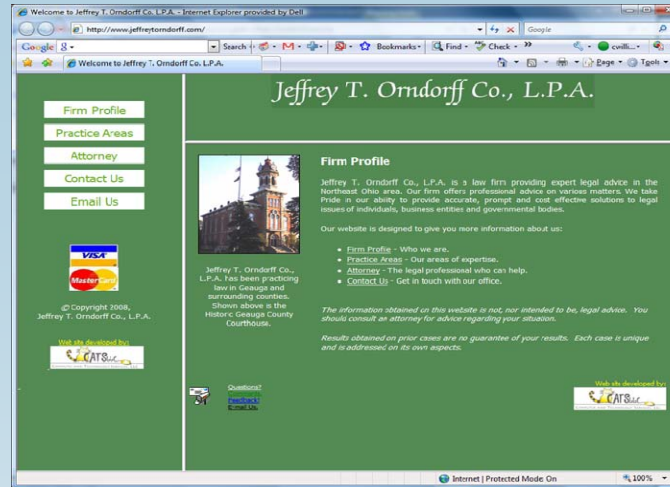 Welcome to Jeffrey T. Orndorff Co. L.P.A. - Internet Explorer provided by Dell
http://www.jeffreytorndorff.com/
Google
Google
Search
Bookmarks
Find
Check
cvilli...
Welcome to Jeffrey T. Orndorff Co. L.P.A.
Page
Tools
Jeffrey T. Orndorff Co., L.P.A.
Firm Profile
Practice Areas
Attorney
Contact Us
Email Us
VISA
MasterCard
© Copyright 2008,
Jeffrey T. Orndorff Co., L.P.A.
Web site developed by:
CATS LLC
Jeffrey T. Orndorff Co.,
L.P.A. has been practicing
law in Geauga and
surrounding counties.
Shown above is the
Historic Geauga County
Courthouse.
Firm Profile
Jeffrey T. Orndorff Co., L.P.A. is a law firm providing expert legal advice in the
Northeast Ohio area. Our firm offers professional advice on various matters. We take
Pride in our ability to provide accurate, prompt and cost effective solutions to legal
issues of individuals, business entities and governmental bodies.
Our website is designed to give you more information about us:
Firm Profile - Who we are.
Practice Areas - Our areas of expertise.
Attorney - The legal professional who can help.
Contact Us - Get in touch with our office.
The information obtained on this website is not, nor intended to be, legal advice. You
should consult an attorney for advice regarding your situation.
Results obtained on prior cases are no guarantee of your results. Each case is unique
and is addressed on its own aspects.
Questions?
Comments
Feedback!
E-mail Us.
Web site developed by:
CATS LLC
Internet | Protected Mode: On
100%